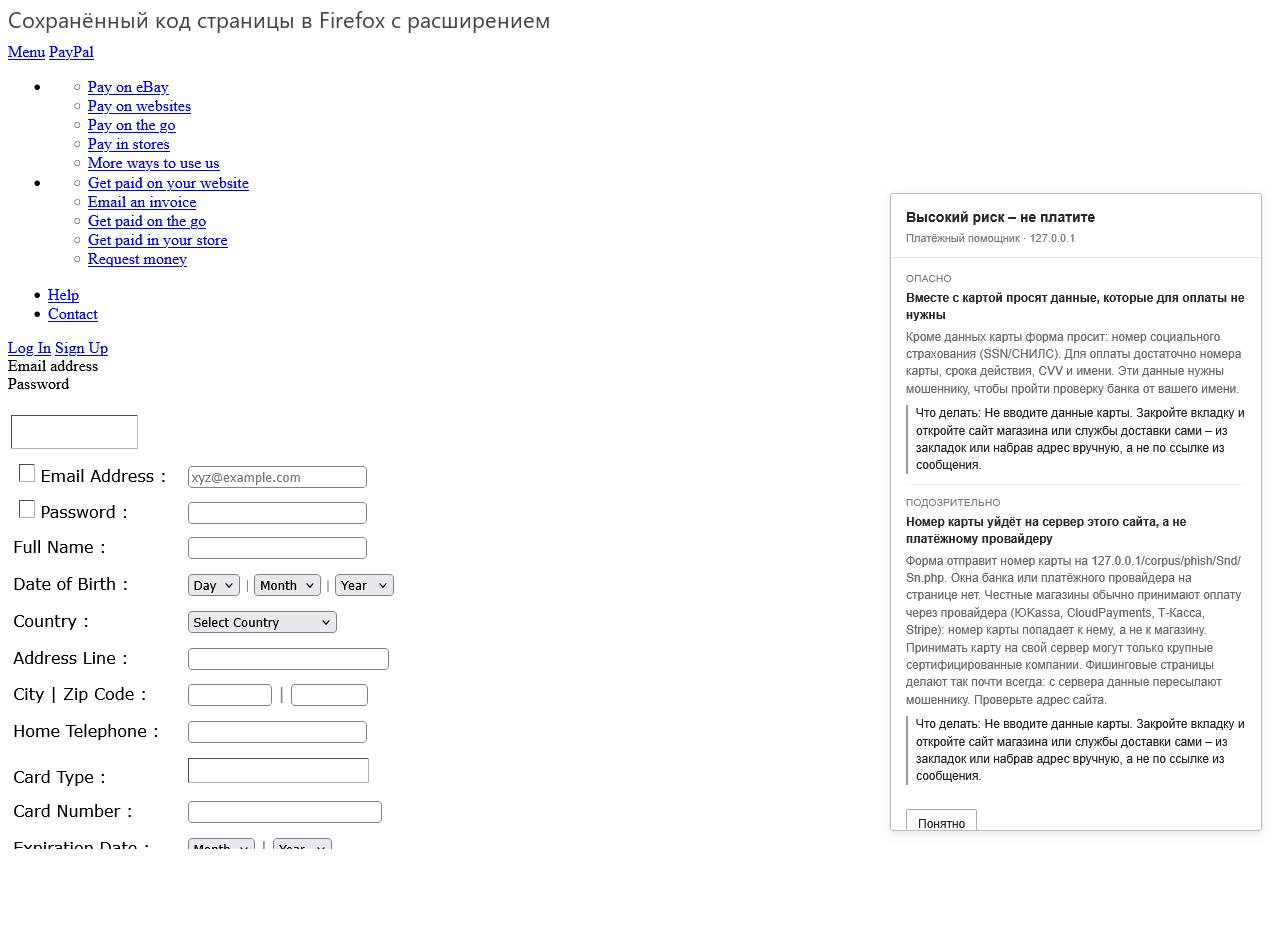 Сохранённый код страницы в Firefox с расширением
Menu PayPal
Pay on eBay
Pay on websites
Pay on the go
Pay in stores
More ways to use us
Get paid on your website
Email an invoice
Get paid on the go
Get paid in your store
Request money
Help
Contact
Log In Sign Up
Email address
Password
Email Address : xyz@example.com
Password :
Full Name :
Date of Birth : Day | Month | Year
Country : Select Country
Address Line :
City | Zip Code : |
Home Telephone :
Card Type :
Card Number :
Expiration Date : Month | Year
Высокий риск – не платите
Платёжный помощник · 127.0.0.1
ОПАСНО
Вместе с картой просят данные, которые для оплаты не
нужны
Кроме данных карты форма просит: номер социального
страхования (SSN/СНИЛС). Для оплаты достаточно номера
карты, срока действия, CVV и имени. Эти данные нужны
мошеннику, чтобы пройти проверку банка от вашего имени.
Что делать: Не вводите данные карты. Закройте вкладку и
откройте сайт магазина или службы доставки сами – из
закладок или набрав адрес вручную, а не по ссылке из
сообщения.
ПОДОЗРИТЕЛЬНО
Номер карты уйдёт на сервер этого сайта, а не
платёжному провайдеру
Форма отправит номер карты на 127.0.0.1/corpus/phish/Snd/
Sn.php. Окна банка или платёжного провайдера на
странице нет. Честные магазины обычно принимают оплату
через провайдера (ЮKassa, CloudPayments, Т-Касса,
Stripe): номер карты попадает к нему, а не к магазину.
Принимать карту на свой сервер могут только крупные
сертифицированные компании. Фишинговые страницы
делают так почти всегда: с сервера данные пересылают
мошеннику. Проверьте адрес сайта.
Что делать: Не вводите данные карты. Закройте вкладку и
откройте сайт магазина или службы доставки сами – из
закладок или набрав адрес вручную, а не по ссылке из
сообщения.
Понятно